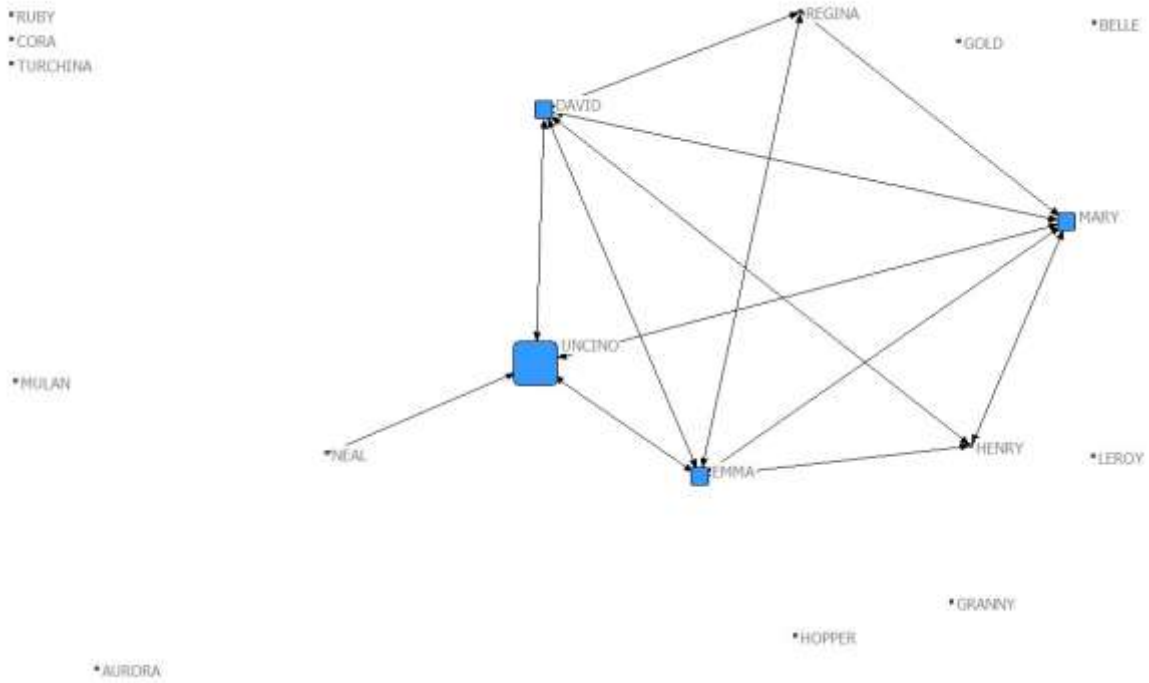 RUBY
CORA
TURCHINA
REGINA
GOLD
BELLE
DAVID
MARY
UNCINO
MULAN
NEAL
HENRY
LEROY
EMMA
GRANNY
HOPPER
AURORA